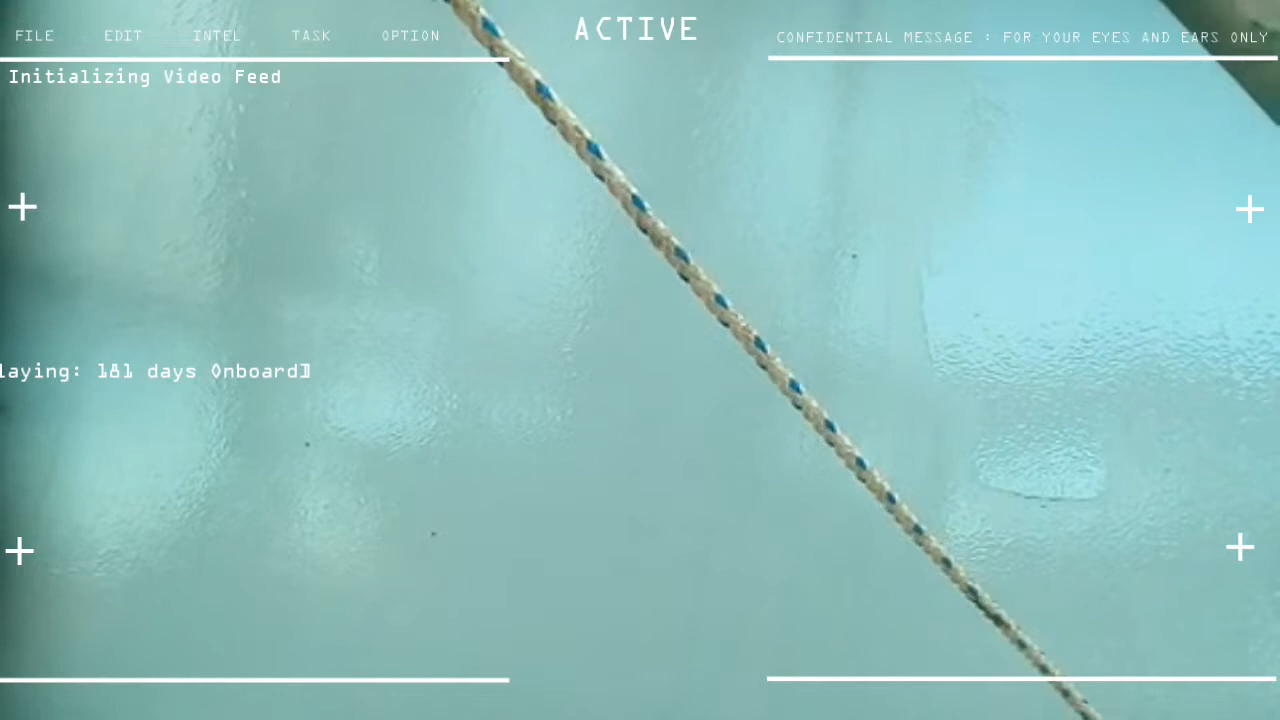 FILE EDIT INTEL TASK OPTION
ACTIVE
CONFIDENTIAL MESSAGE : FOR YOUR EYES AND EARS ONLY
Initializing Video Feed
laying: 181 days Onboard]